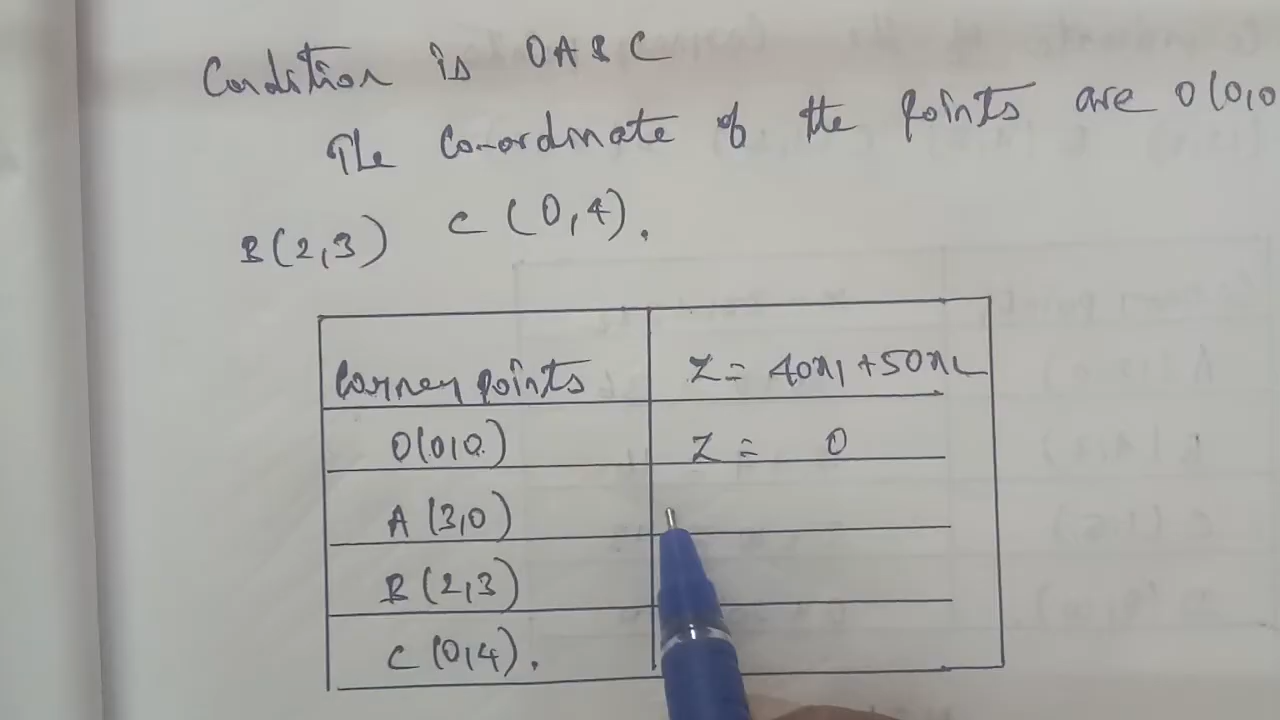 Condition is OABC
The Co-ordinate of the points are O(0,0
B(2,3) C(0,4).
Corner points Z = 40x1 + 50x2
O(0,0) Z = 0
A(3,0)
B(2,3)
C(0,4).